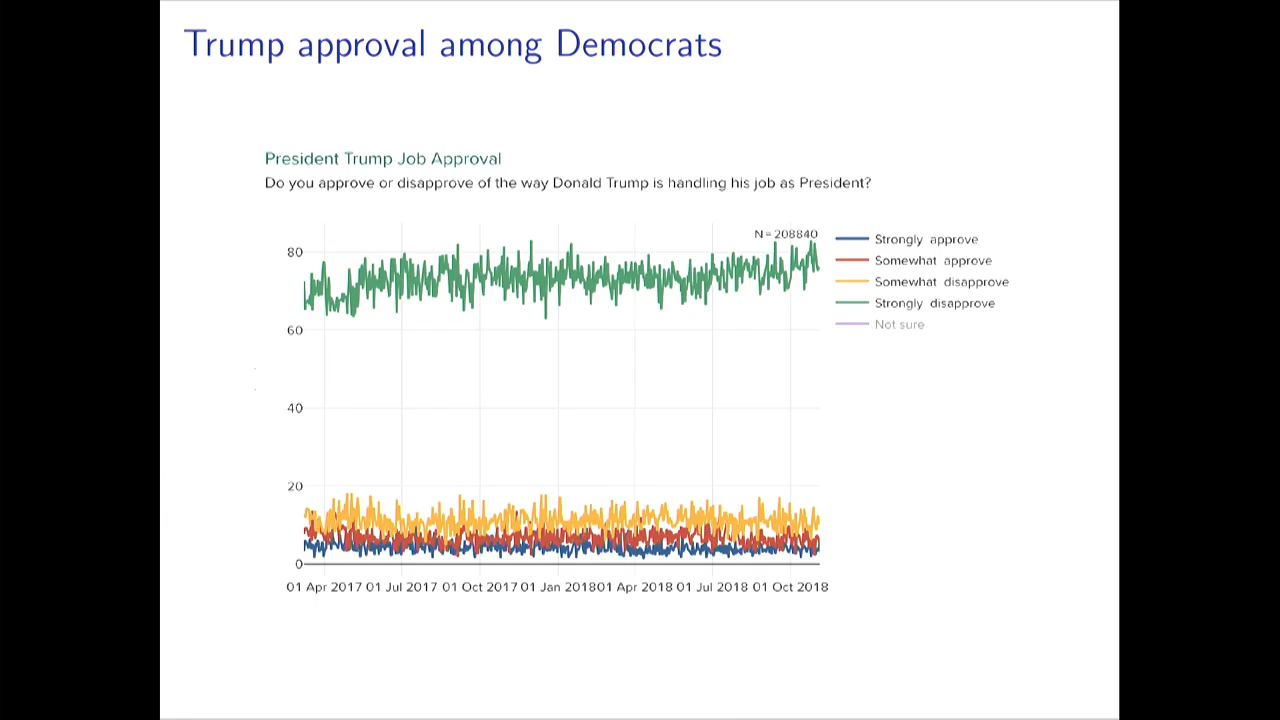 Trump approval among Democrats
President Trump Job Approval
Do you approve or disapprove of the way Donald Trump is handling his job as President?
N = 208840
Strongly approve
Somewhat approve
Somewhat disapprove
Strongly disapprove
Not sure
80
60
40
20
0
01 Apr 2017 01 Jul 2017 01 Oct 2017 01 Jan 2018 01 Apr 2018 01 Jul 2018 01 Oct 2018